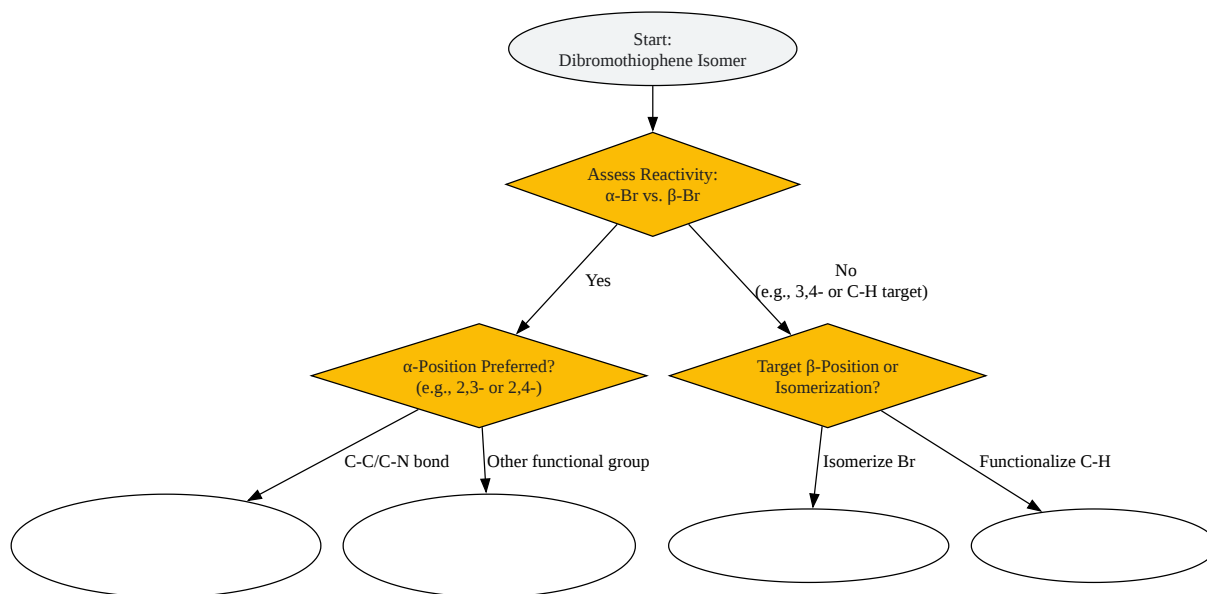 Start:
Dibromothiophene Isomer
Assess Reactivity:
α-Br vs. β-Br
Yes
No
(e.g., 3,4- or C-H target)
α-Position Preferred?
(e.g., 2,3- or 2,4-)
Target β-Position or
Isomerization?
C-C/C-N bond
Other functional group
Isomerize Br
Functionalize C-H